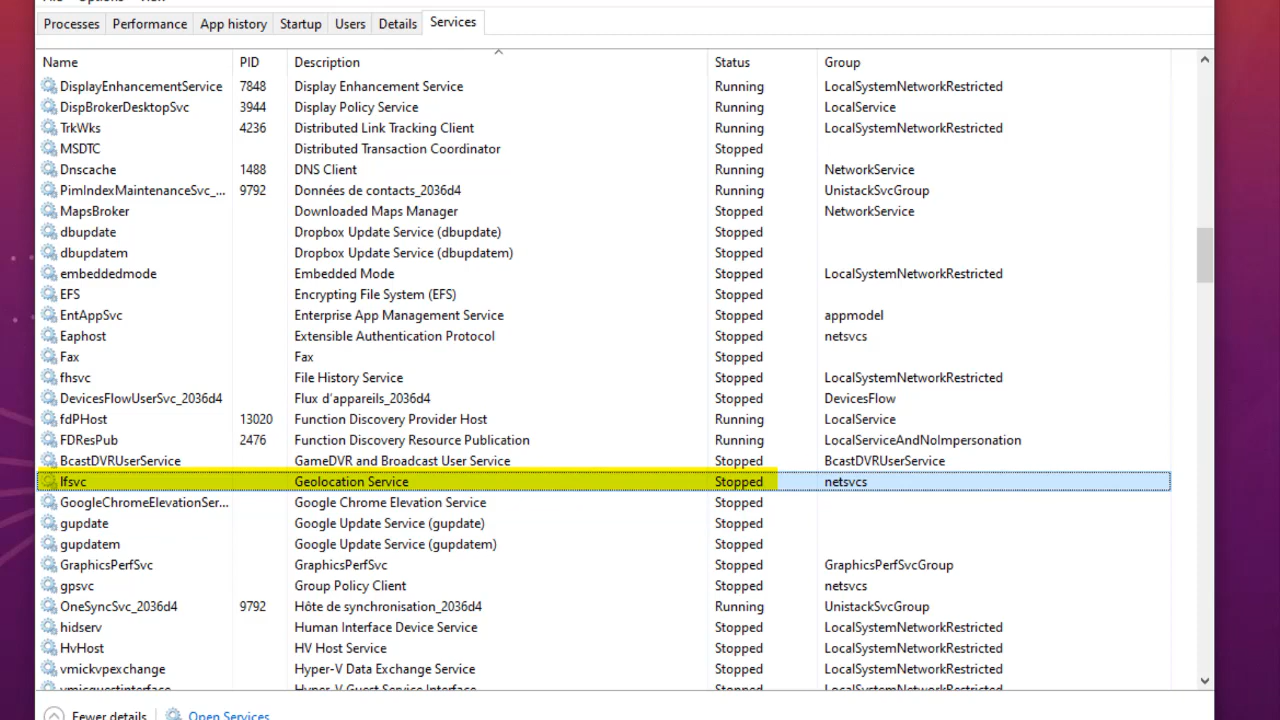 Processes Performance App history Startup Users Details Services
Name PID Description Status Group
DisplayEnhancementService 7848 Display Enhancement Service Running LocalSystemNetworkRestricted
DispBrokerDesktopSvc 3944 Display Policy Service Running LocalService
TrkWks 4236 Distributed Link Tracking Client Running LocalSystemNetworkRestricted
MSDTC Distributed Transaction Coordinator Stopped
Dnscache 1488 DNS Client Running NetworkService
PimIndexMaintenanceSvc_... 9792 Données de contacts_2036d4 Running UnistackSvcGroup
MapsBroker Downloaded Maps Manager Stopped NetworkService
dbupdate Dropbox Update Service (dbupdate) Stopped
dbupdatem Dropbox Update Service (dbupdatem) Stopped
embeddedmode Embedded Mode Stopped LocalSystemNetworkRestricted
EFS Encrypting File System (EFS) Stopped
EntAppSvc Enterprise App Management Service Stopped appmodel
Eaphost Extensible Authentication Protocol Stopped netsvcs
Fax Fax Stopped
fhsvc File History Service Stopped LocalSystemNetworkRestricted
DevicesFlowUserSvc_2036d4 Flux d'appareils_2036d4 Stopped DevicesFlow
fdPHost 13020 Function Discovery Provider Host Running LocalService
FDResPub 2476 Function Discovery Resource Publication Running LocalServiceAndNoImpersonation
BcastDVRUserService GameDVR and Broadcast User Service Stopped BcastDVRUserService
lfsvc Geolocation Service Stopped netsvcs
GoogleChromeElevationSer... Google Chrome Elevation Service Stopped
gupdate Google Update Service (gupdate) Stopped
gupdatem Google Update Service (gupdatem) Stopped
GraphicsPerfSvc GraphicsPerfSvc Stopped GraphicsPerfSvcGroup
gpsvc Group Policy Client Stopped netsvcs
OneSyncSvc_2036d4 9792 Hôte de synchronisation_2036d4 Running UnistackSvcGroup
hidserv Human Interface Device Service Stopped LocalSystemNetworkRestricted
HvHost HV Host Service Stopped LocalSystemNetworkRestricted
vmickvpexchange Hyper-V Data Exchange Service Stopped LocalSystemNetworkRestricted
vmicguestinterface Hyper-V Guest Service Interface Stopped LocalSystemNetworkRestricted
Fewer details Open Services